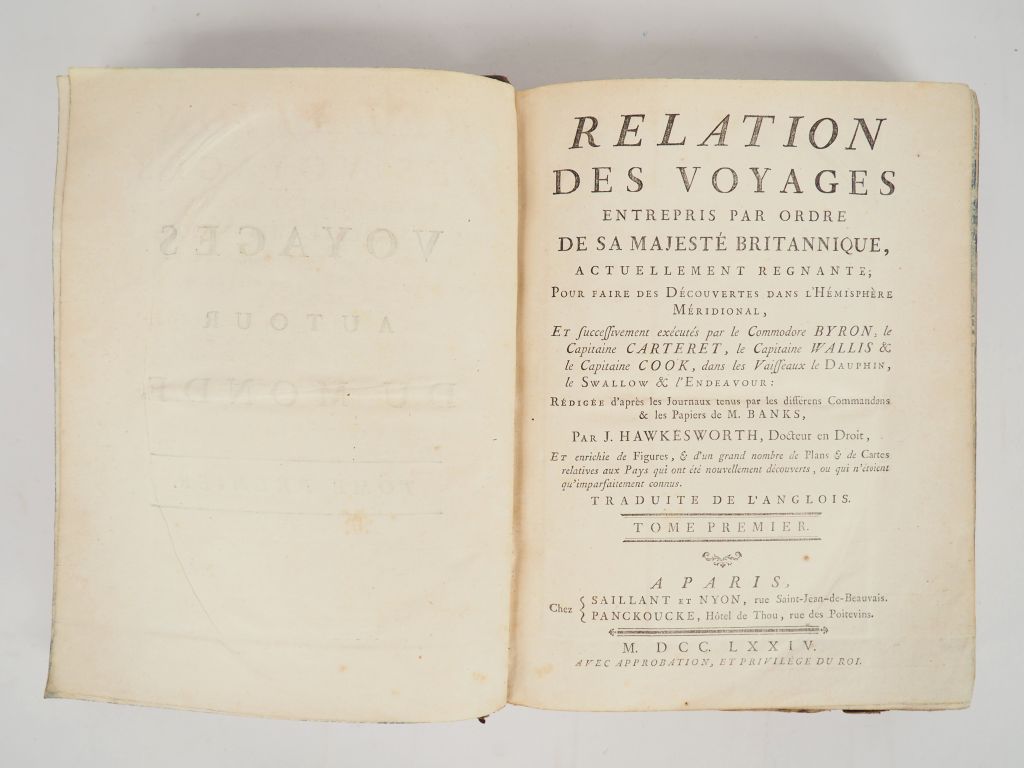 VOYAGES
AUTOUR
DU MONDE
TOME PREMIER
RELATION
DES VOYAGES
ENTREPRIS PAR ORDRE
DE SA MAJESTÉ BRITANNIQUE,
ACTUELLEMENT REGNANTE;
POUR FAIRE DES DÉCOUVERTES DANS L'HÉMISPHÈRE
MÉRIDIONAL,
ET ſucceſſivement exécutés par le Commodore BYRON, le
Capitaine CARTERET, le Capitaine WALLIS &
le Capitaine COOK, dans les Vaiſſeaux le DAUPHIN,
le SWALLOW & l'ENDEAVOUR:
RÉDIGÉE d'après les Journaux tenus par les différens Commandans
& les Papiers de M. BANKS,
PAR J. HAWKESWORTH, Docteur en Droit,
ET enrichie de Figures, & d'un grand nombre de Plans & de Cartes
relatives aux Pays qui ont été nouvellement découverts, ou qui n'étoient
qu'imparfaitement connus.
TRADUITE DE L'ANGLOIS.
TOME PREMIER.
A PARIS,
Chez { SAILLANT ET NYON, rue Saint-Jean-de-Beauvais.
PANCKOUCKE, Hôtel de Thou, rue des Poitevins.
M. DCC. LXXIV.
AVEC APPROBATION, ET PRIVILEGE DU ROI.